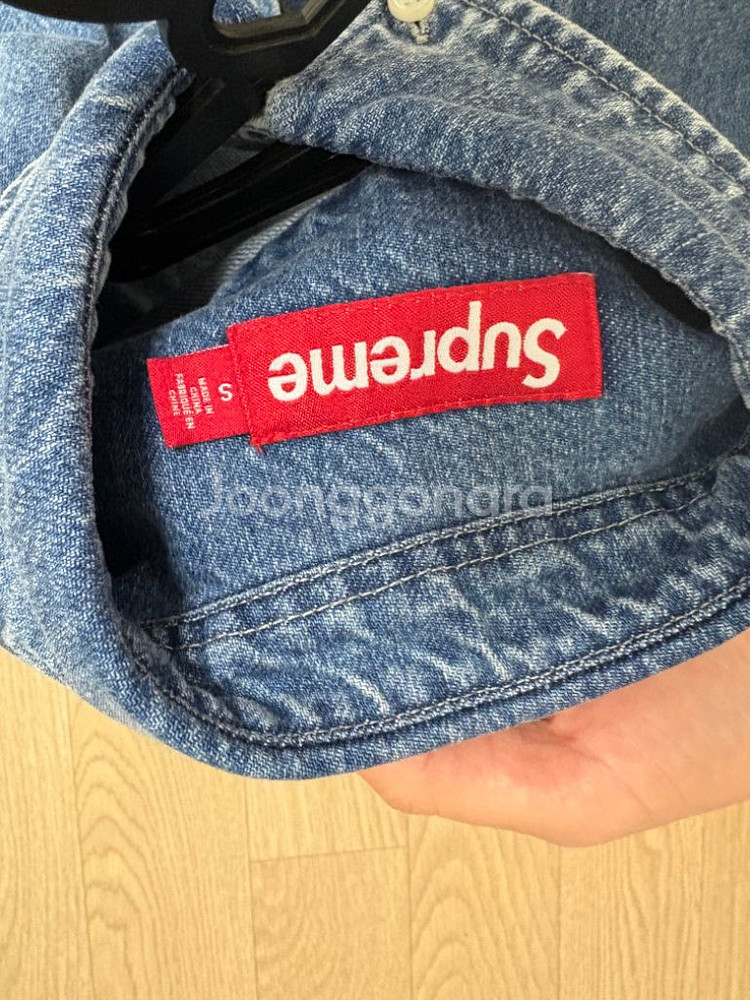 Supreme
S
MADE IN
CHINA
FABRIQUÉ EN
CHINE
Joonggonara